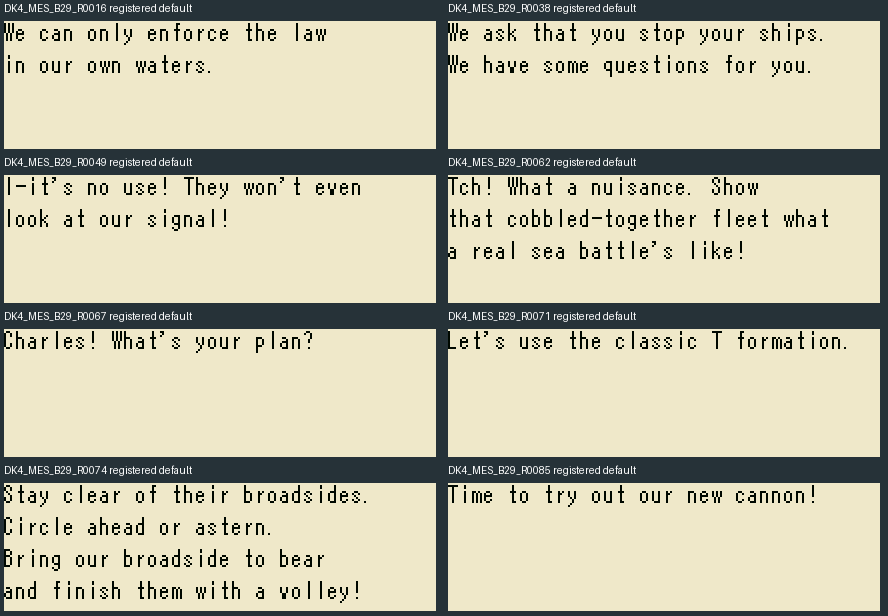 DK4_MES_B29_R0016 registered default
We can only enforce the law
in our own waters.
DK4_MES_B29_R0038 registered default
We ask that you stop your ships.
We have some questions for you.
DK4_MES_B29_R0049 registered default
I-it's no use! They won't even
look at our signal!
DK4_MES_B29_R0062 registered default
Tch! What a nuisance. Show
that cobbled-together fleet what
a real sea battle's like!
DK4_MES_B29_R0067 registered default
Charles! What's your plan?
DK4_MES_B29_R0071 registered default
Let's use the classic T formation.
DK4_MES_B29_R0074 registered default
Stay clear of their broadsides.
Circle ahead or astern.
Bring our broadside to bear
and finish them with a volley!
DK4_MES_B29_R0085 registered default
Time to try out our new cannon!